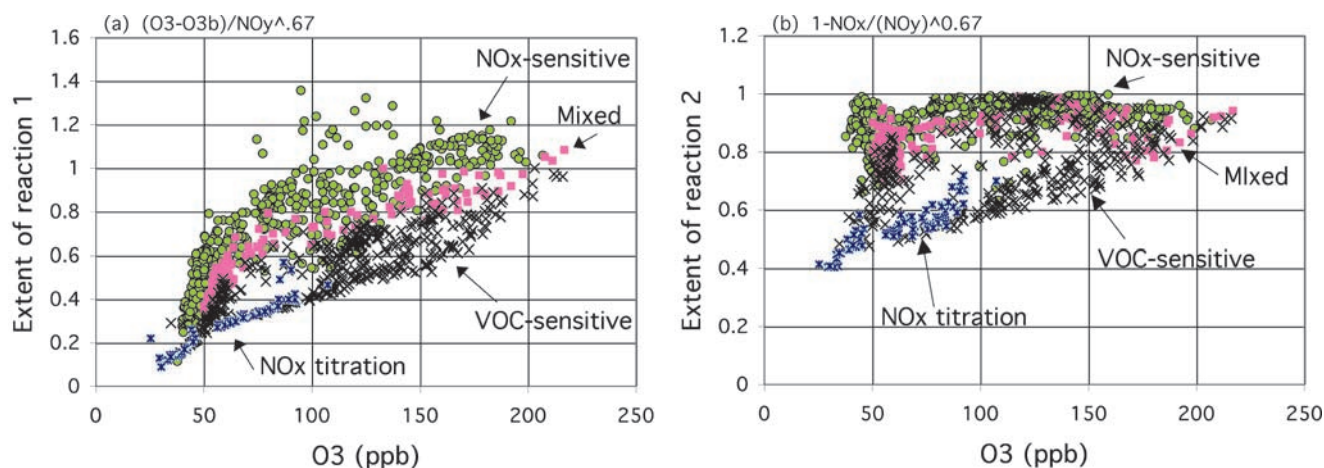 (a) (O3-O3b)/NOy^.67
1.6
1.4
1.2
1
0.8
0.6
0.4
0.2
0
Extent of reaction 1
NOx-sensitive
Mixed
VOC-sensitive
NOx titration
0 50 100 150 200 250
O3 (ppb)
(b) 1-NOx/(NOy)^0.67
1.2
1
0.8
0.6
0.4
0.2
0
Extent of reaction 2
NOx-sensitive
MIxed
VOC-sensitive
NOx titration
0 50 100 150 200 250
O3 (ppb)